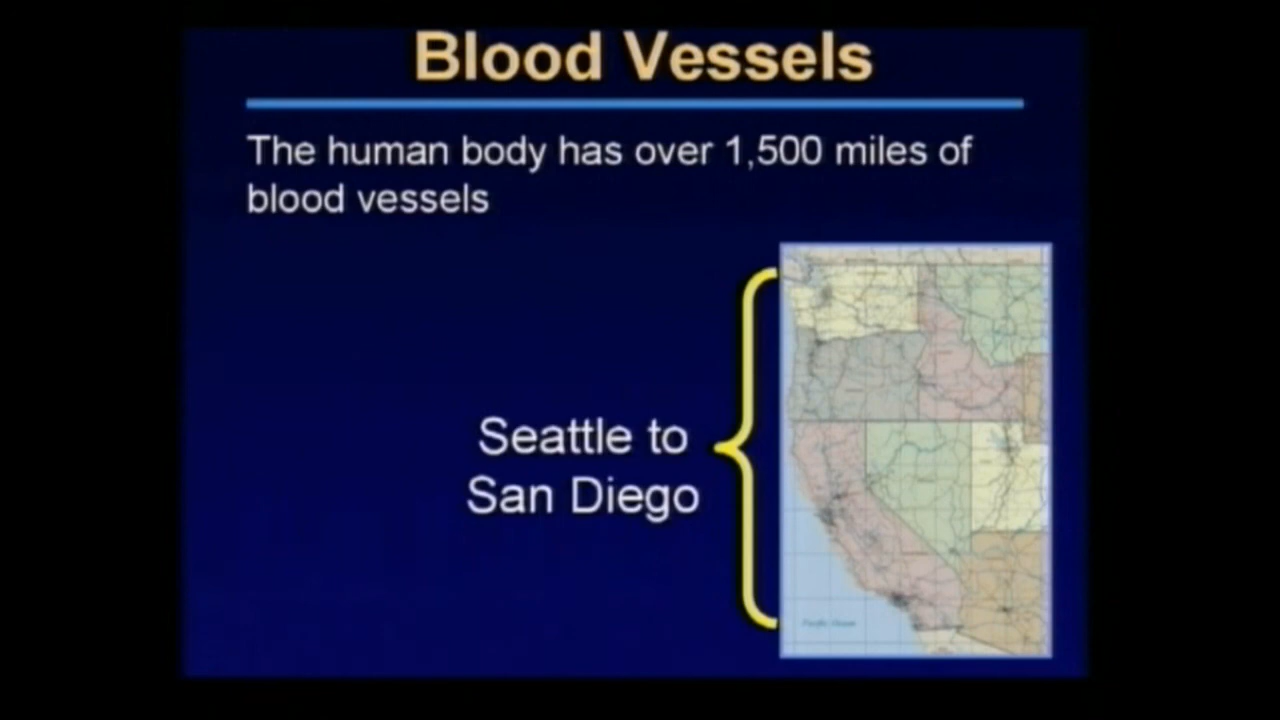 Blood Vessels
The human body has over 1,500 miles of
blood vessels
Seattle to
San Diego